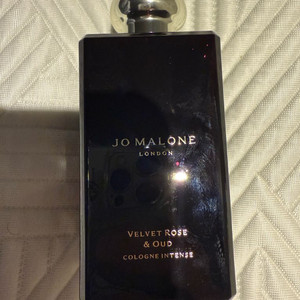 JO MALONE
LONDON
VELVET ROSE
& OUD
COLOGNE INTENSE